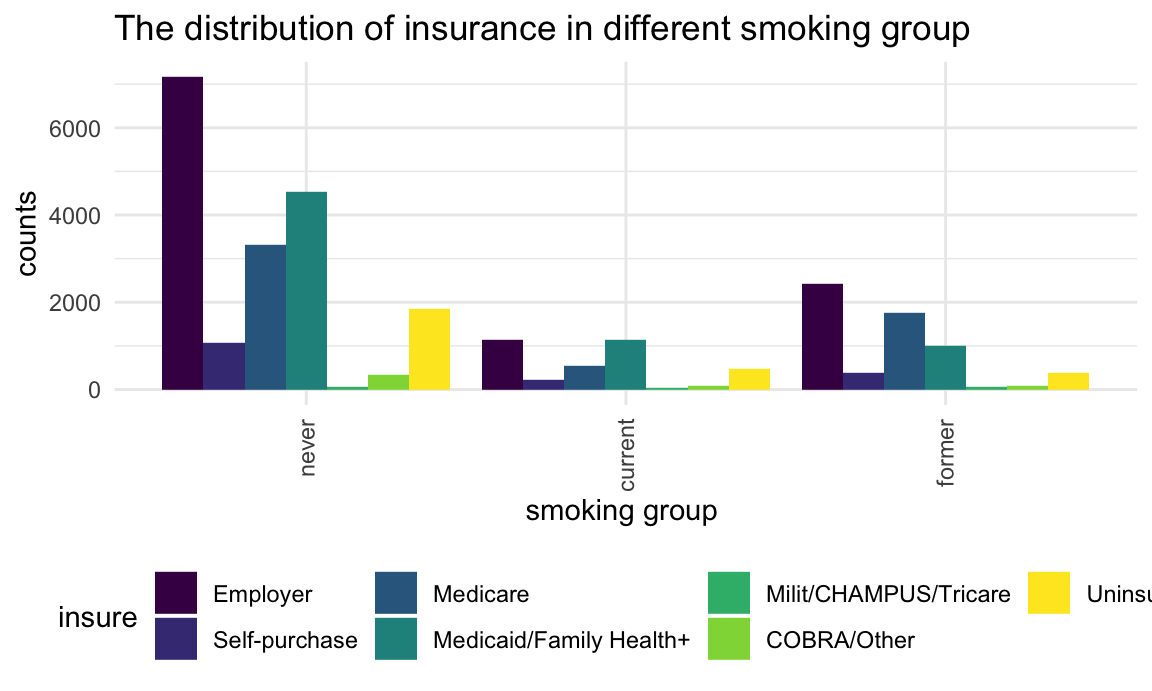 The distribution of insurance in different smoking group
counts
6000
4000
2000
0
never
current
former
smoking group
insure
Employer
Medicare
Milit/CHAMPUS/Tricare
Uninsu
Self-purchase
Medicaid/Family Health+
COBRA/Other